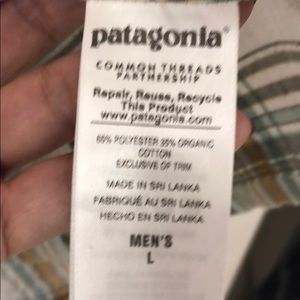 patagonia®
COMMON THREADS
PARTNERSHIP
Repair, Reuse, Recycle
This Product
www.patagonia.com
65% POLYESTER 35% ORGANIC
COTTON
EXCLUSIVE OF TRIM
MADE IN SRI LANKA
FABRIQUÉ AU SRI LANKA
HECHO EN SRI LANKA
MEN'S
L